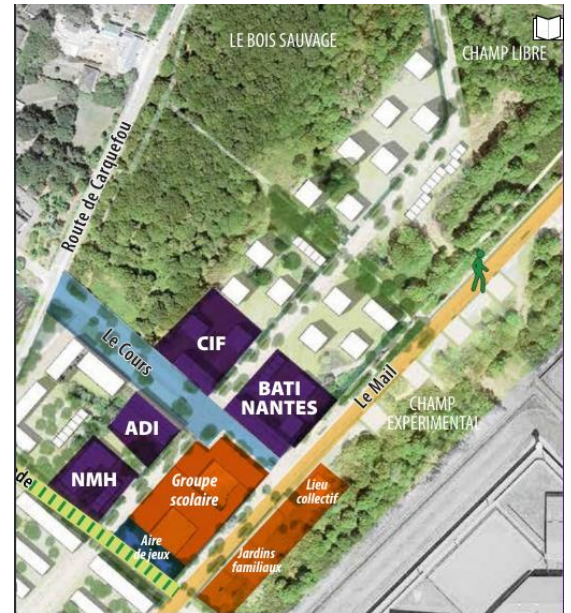 LE BOIS SAUVAGE
CHAMP LIBRE
Route de Carquefou
CIF
Le Cours
BATI
NANTES
Le Mail
CHAMP
EXPÉRIMENTAL
ADI
NMH
Groupe
scolaire
Lieu
collectif
Aire
de jeux
Jardins
familiaux